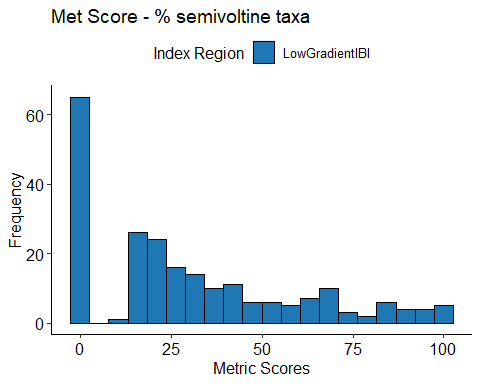 Met Score - % semivoltine taxa
Index Region LowGradientIBI
Frequency
60
40
20
0
0 25 50 75 100
Metric Scores